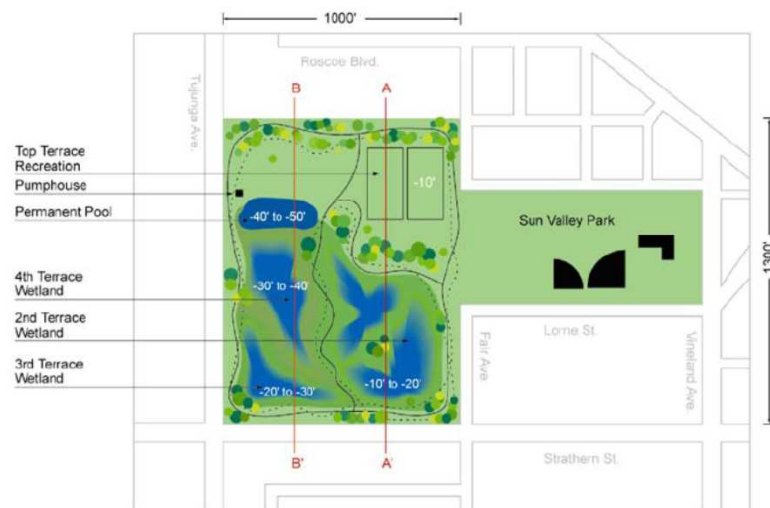 1000'
Roscoe Blvd.
B
A
Tujunga Ave.
Top Terrace
Recreation
-10'
Pumphouse
Permanent Pool
-40' to -50'
Sun Valley Park
1300'
4th Terrace
Wetland
-30' to -40'
2nd Terrace
Wetland
Lorne St.
Fair Ave
Vineland Ave.
3rd Terrace
Wetland
-20' to -30'
-10' to -20'
B'
A'
Strathern St.